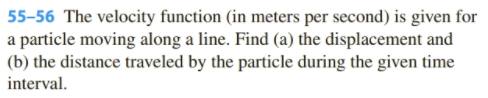 55–56 The velocity function (in meters per second) is given for
a particle moving along a line. Find (a) the displacement and
(b) the distance traveled by the particle during the given time
interval.